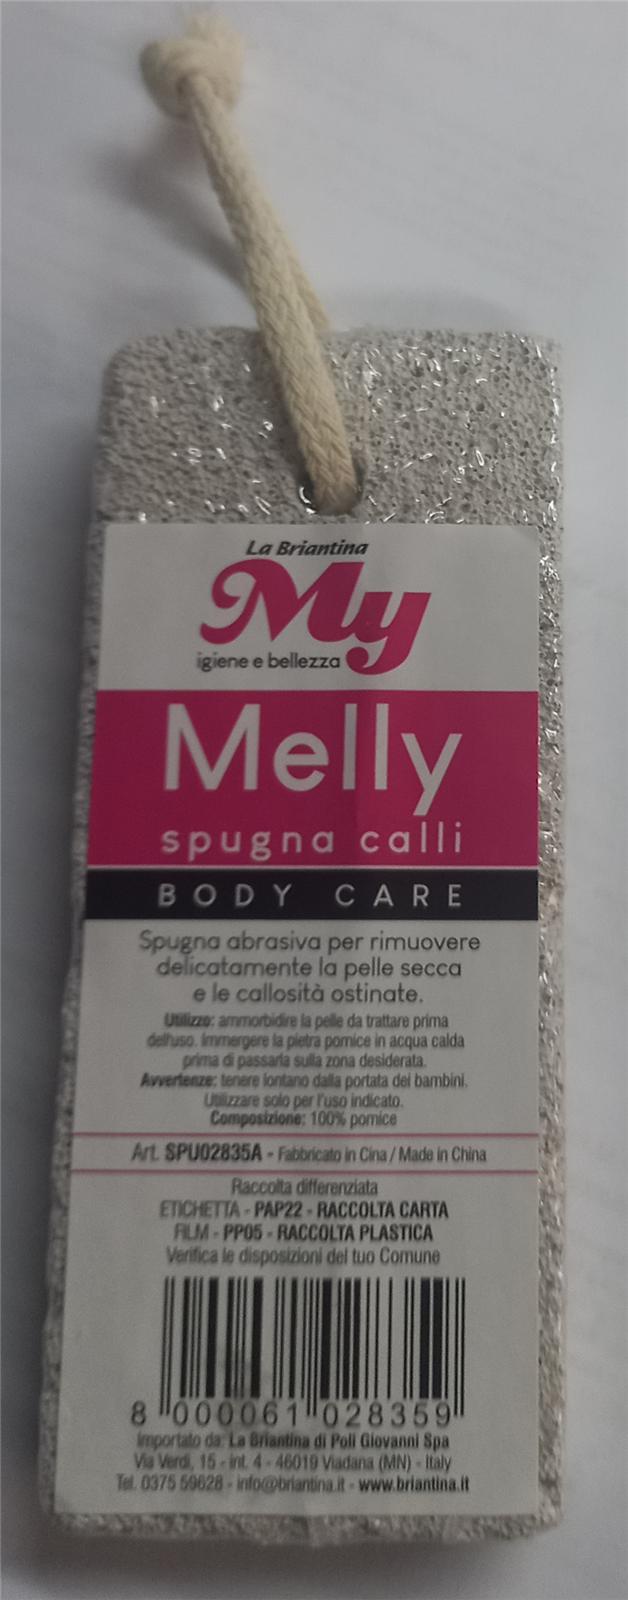 La Briantina
My
igiene e bellezza
Melly
spugna calli
BODY CARE
Spugna abrasiva per rimuovere
delicatamente la pelle secca
e le callosità ostinate.
Utilizzo: ammorbidire la pelle da trattare prima
dell'uso. Immergere la pietra pomice in acqua calda
prima di passarla sulla zona desiderata.
Avvertenze: tenere lontano dalla portata dei bambini.
Utilizzare solo per l'uso indicato.
Composizione: 100% pomice
Art. SPU02835A - Fabbricato in Cina / Made in China
Raccolta differenziata
ETICHETTA - PAP22 - RACCOLTA CARTA
FILM - PP05 - RACCOLTA PLASTICA
Verifica le disposizioni del tuo Comune
8 000061 028359
Importato da: La Briantina di Poli Giovanni Spa
Via Verdi, 15 - int. 4 - 46019 Viadana (MN) - Italy
Tel. 0375 59628 - info@briantina.it - www.briantina.it